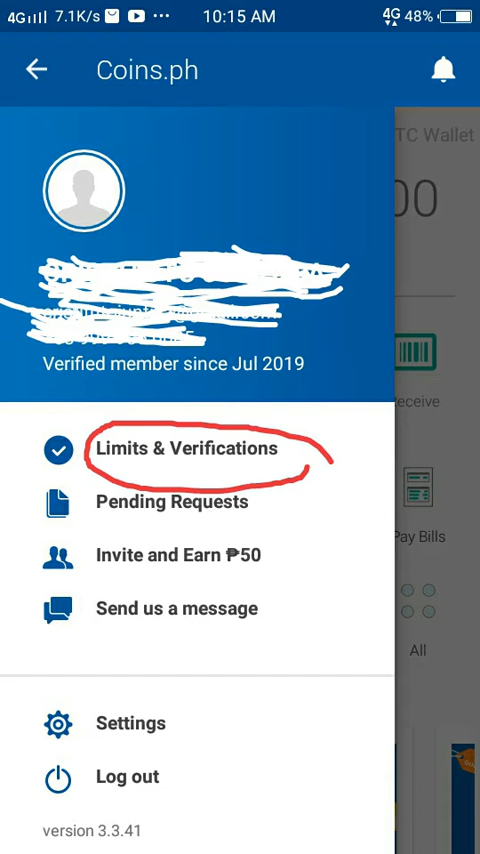 4G 7.1K/s 10:15 AM 4G 48%
Coins.ph
TC Wallet
00
Verified member since Jul 2019
eceive
Limits & Verifications
Pending Requests
Pay Bills
Invite and Earn ₱50
Send us a message
All
Settings
Log out
version 3.3.41